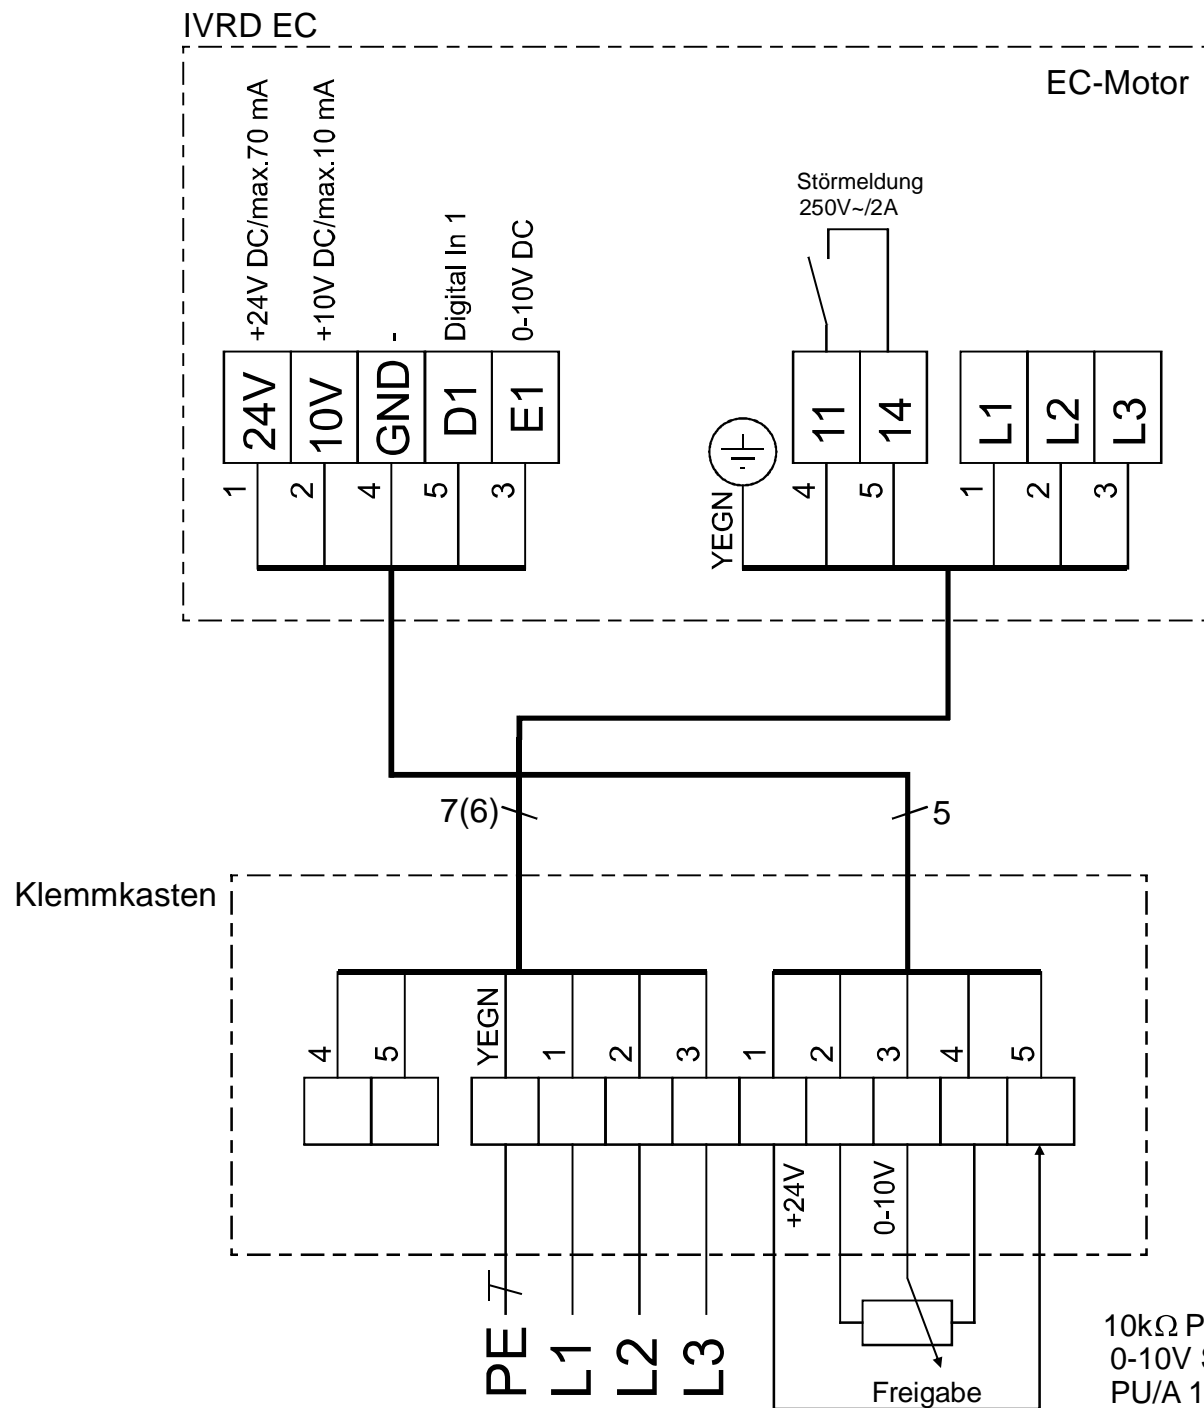 IVRD EC
EC-Motor
+24V DC/max.70 mA
+10V DC/max.10 mA
-
Digital In 1
0-10V DC
Störmeldung
250V~/2A
24V
10V
GND
D1
E1
11
14
L1
L2
L3
1
2
4
5
3
YEGN
4
5
1
2
3
7(6)
5
Klemmkasten
4
5
YEGN
1
2
3
1
2
3
4
5
+24V
0-10V
PE
L1
L2
L3
Freigabe
10kΩ P
0-10V
PU/A 1